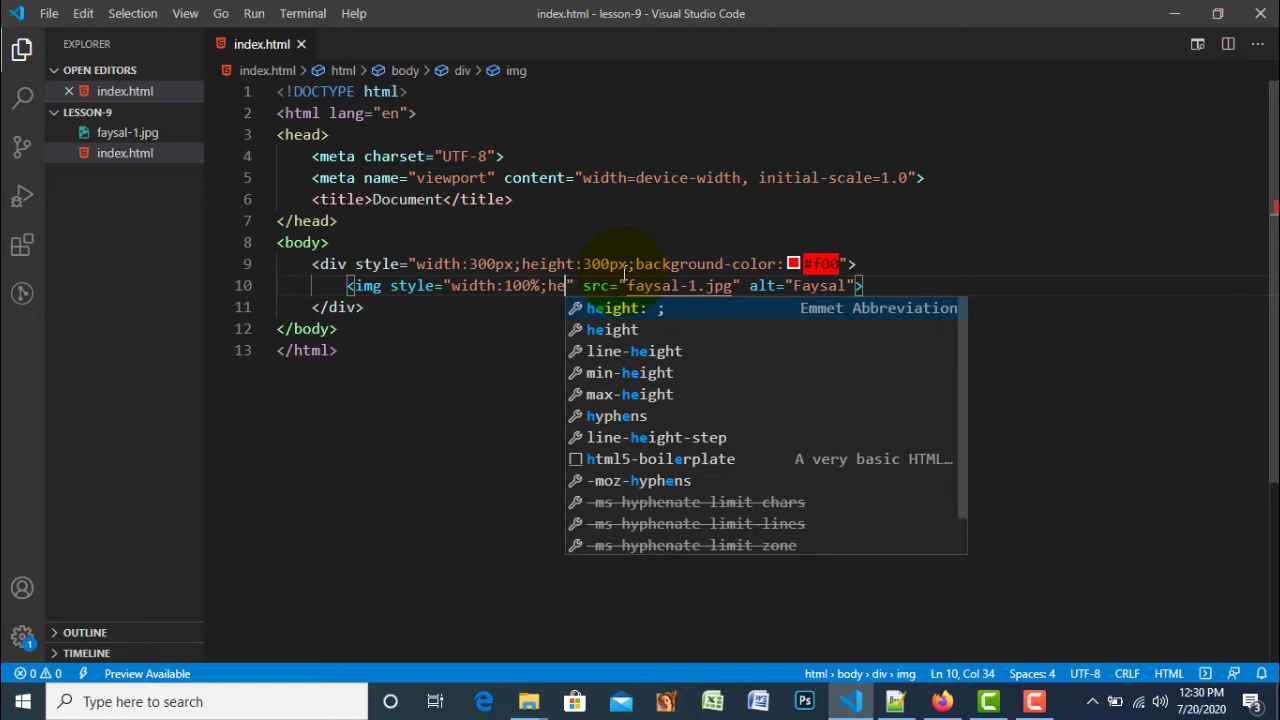 File Edit Selection View Go Run Terminal Help
index.html - lesson-9 - Visual Studio Code
EXPLORER
OPEN EDITORS
index.html
LESSON-9
faysal-1.jpg
index.html
OUTLINE
TIMELINE
index.html
index.html > html > body > div > img
1 <!DOCTYPE html>
2 <html lang="en">
3 <head>
4 <meta charset="UTF-8">
5 <meta name="viewport" content="width=device-width, initial-scale=1.0">
6 <title>Document</title>
7 </head>
8 <body>
9 <div style="width:300px;height:300px;background-color:#f00">
10 <img style="width:100%;he" src="faysal-1.jpg" alt="Faysal">
11 </div>
12 </body>
13 </html>
height: ; Emmet Abbreviation
height
line-height
min-height
max-height
hyphens
line-height-step
html5-boilerplate A very basic HTML…
-moz-hyphens
-ms-hyphenate-limit-chars
-ms-hyphenate-limit-lines
-ms-hyphenate-limit-zone
1
0 0 Preview Available
html › body › div › img Ln 10, Col 34 Spaces: 4 UTF-8 CRLF HTML
Type here to search
Ps
12:30 PM
7/20/2020